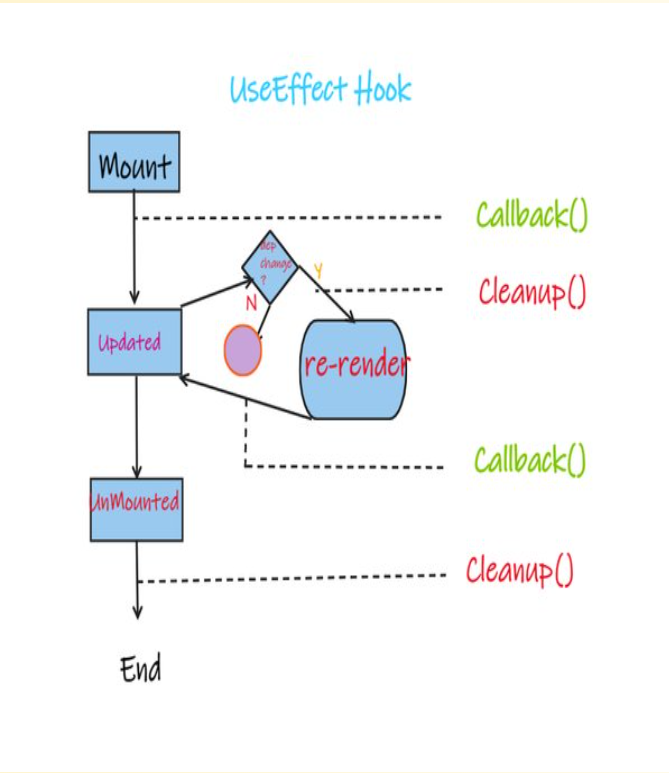 UseEffect Hook
Mount
Callback()
dep
change
?
Y
Cleanup()
N
Updated
re-render
Callback()
UnMounted
Cleanup()
End